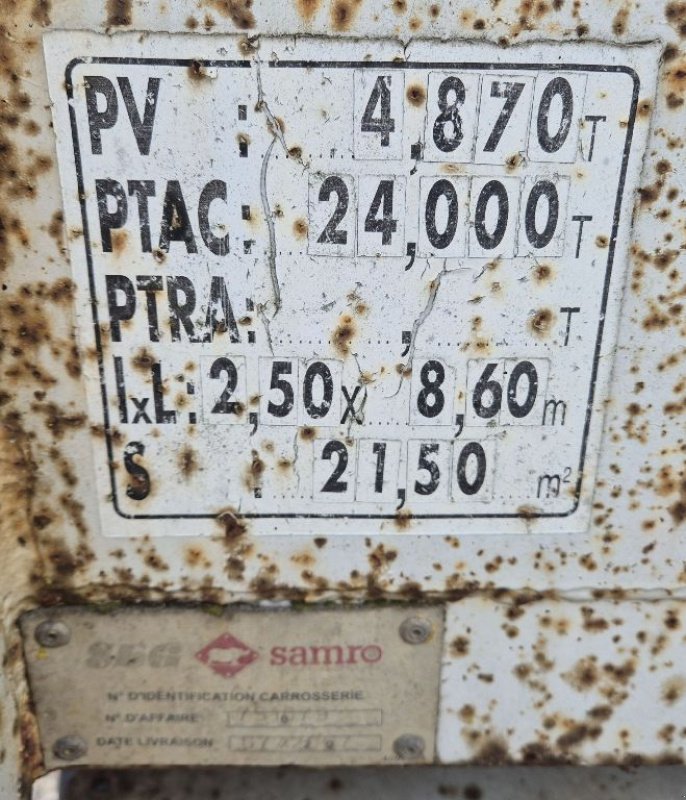 PV : 4,870 T
PTAC : 24,000 T
PTRA : , T
lxL : 2,50 x 8,60 m
S : 21,50 m²
SEG samro
N° D'IDENTIFICATION CARROSSERIE
N° D'AFFAIRE
DATE LIVRAISON